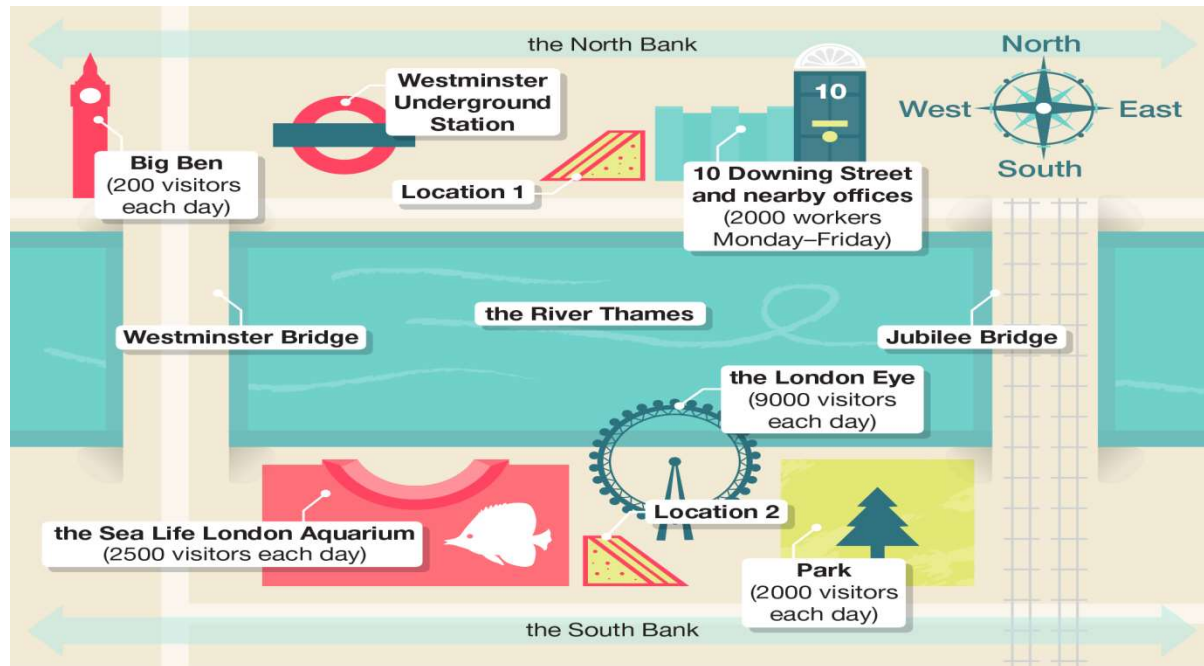 the North Bank
North
West
East
South
Westminster
Underground
Station
10
Big Ben
(200 visitors
each day)
Location 1
10 Downing Street
and nearby offices
(2000 workers
Monday–Friday)
the River Thames
Westminster Bridge
Jubilee Bridge
the London Eye
(9000 visitors
each day)
the Sea Life London Aquarium
(2500 visitors each day)
Location 2
Park
(2000 visitors
each day)
the South Bank